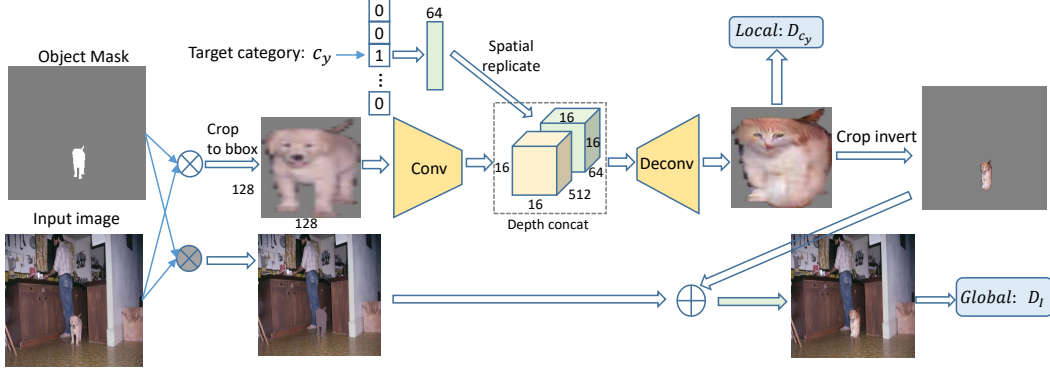 0
0
1
⋮
0
64
Target category: c_y
Spatial
replicate
Local: D_{c_y}
Object Mask
Crop
to bbox
128
128
Conv
16
16
16
16
64
512
Depth concat
Deconv
Crop invert
Input image
Global: D_I